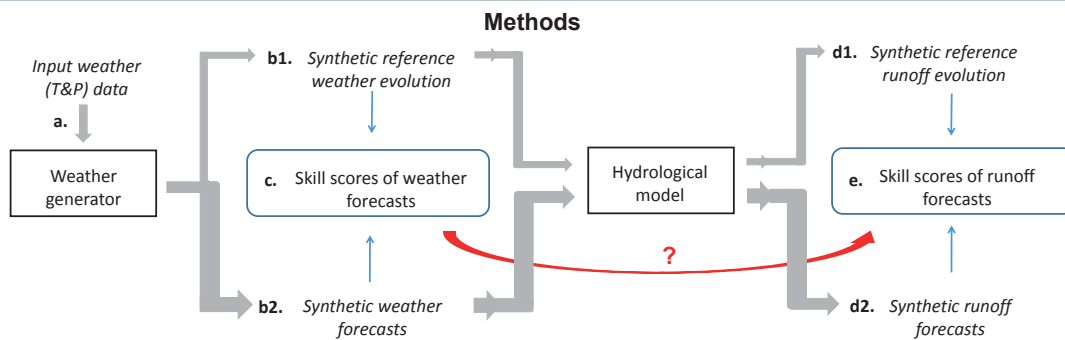 Methods
Input weather
(T&P) data
a.
Weather
generator
b1. Synthetic reference
weather evolution
c. Skill scores of weather
forecasts
b2. Synthetic weather
forecasts
Hydrological
model
?
d1. Synthetic reference
runoff evolution
e. Skill scores of runoff
forecasts
d2. Synthetic runoff
forecasts